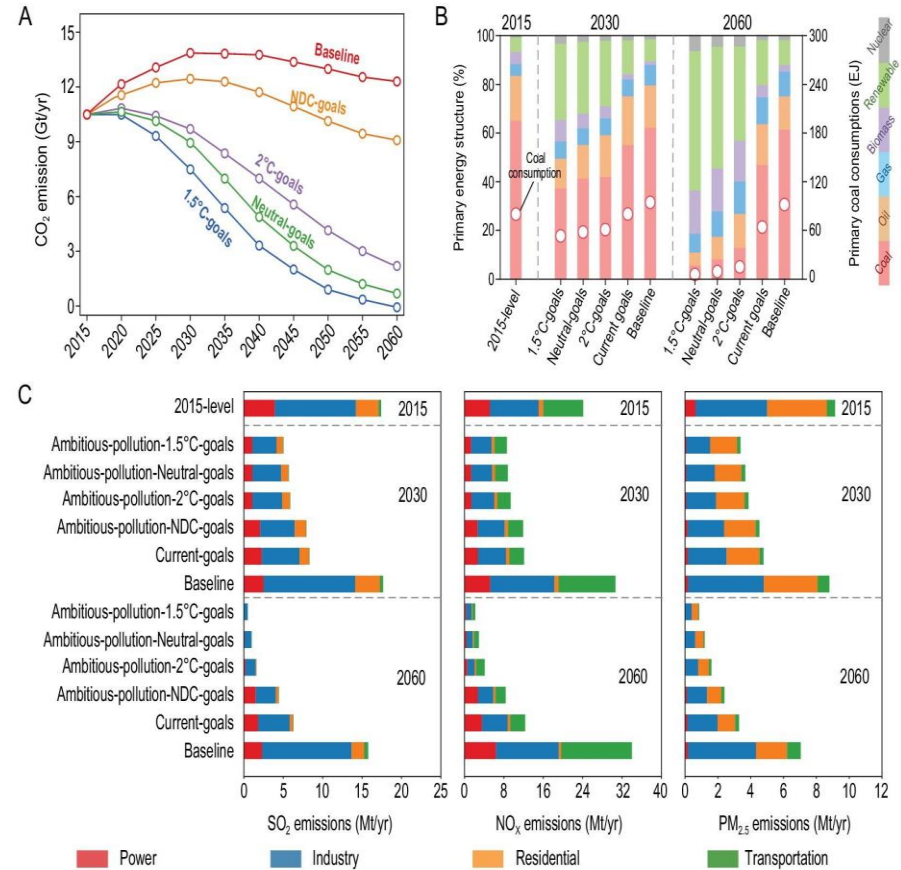 A
CO2 emission (Gt/yr)
15
12
9
6
3
0
Baseline
NDC-goals
2°C-goals
Neutral-goals
1.5°C-goals
2015
2020
2025
2030
2035
2040
2045
2050
2055
2060
B
2015
2030
2060
Primary energy structure (%)
100
80
60
40
20
0
Coal
consumption
300
240
180
120
60
0
Primary coal consumptions (EJ)
Nuclear
Renewable
Biomass
Gas
Oil
Coal
2015-level
1.5°C-goals
Neutral-goals
2°C-goals
Current goals
Baseline
1.5°C-goals
Neutral-goals
2°C-goals
Current goals
Baseline
C
2015-level
Ambitious-pollution-1.5°C-goals
Ambitious-pollution-Neutral-goals
Ambitious-pollution-2°C-goals
Ambitious-pollution-NDC-goals
Current-goals
Baseline
Ambitious-pollution-1.5°C-goals
Ambitious-pollution-Neutral-goals
Ambitious-pollution-2°C-goals
Ambitious-pollution-NDC-goals
Current-goals
Baseline
2015
2030
2060
0 5 10 15 20 25
SO2 emissions (Mt/yr)
2015
2030
2060
0 8 16 24 32 40
NOX emissions (Mt/yr)
2015
2030
2060
0 2 4 6 8 10 12
PM2.5 emissions (Mt/yr)
Power Industry Residential Transportation